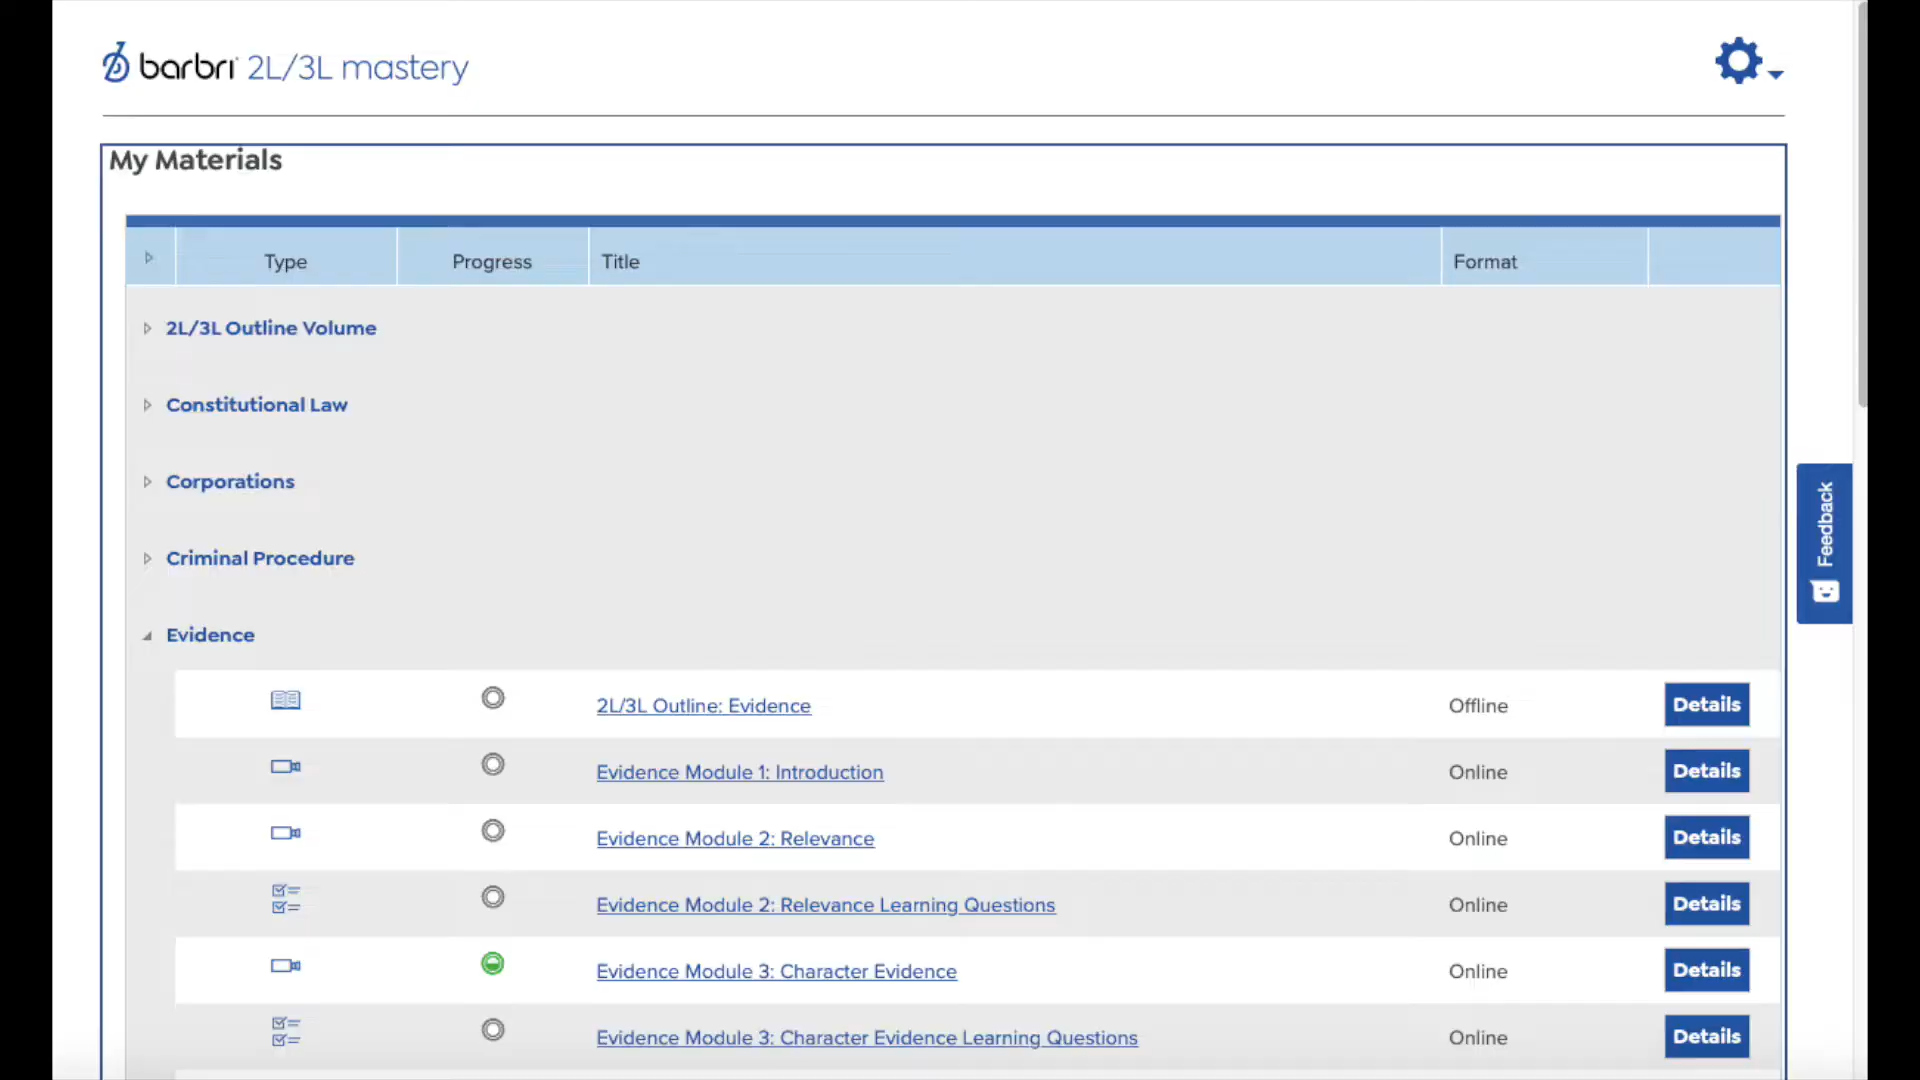 barbri 2L/3L mastery
My Materials
Type Progress Title Format
2L/3L Outline Volume
Constitutional Law
Corporations
Criminal Procedure
Evidence
2L/3L Outline: Evidence Offline Details
Evidence Module 1: Introduction Online Details
Evidence Module 2: Relevance Online Details
Evidence Module 2: Relevance Learning Questions Online Details
Evidence Module 3: Character Evidence Online Details
Evidence Module 3: Character Evidence Learning Questions Online Details
Feedback